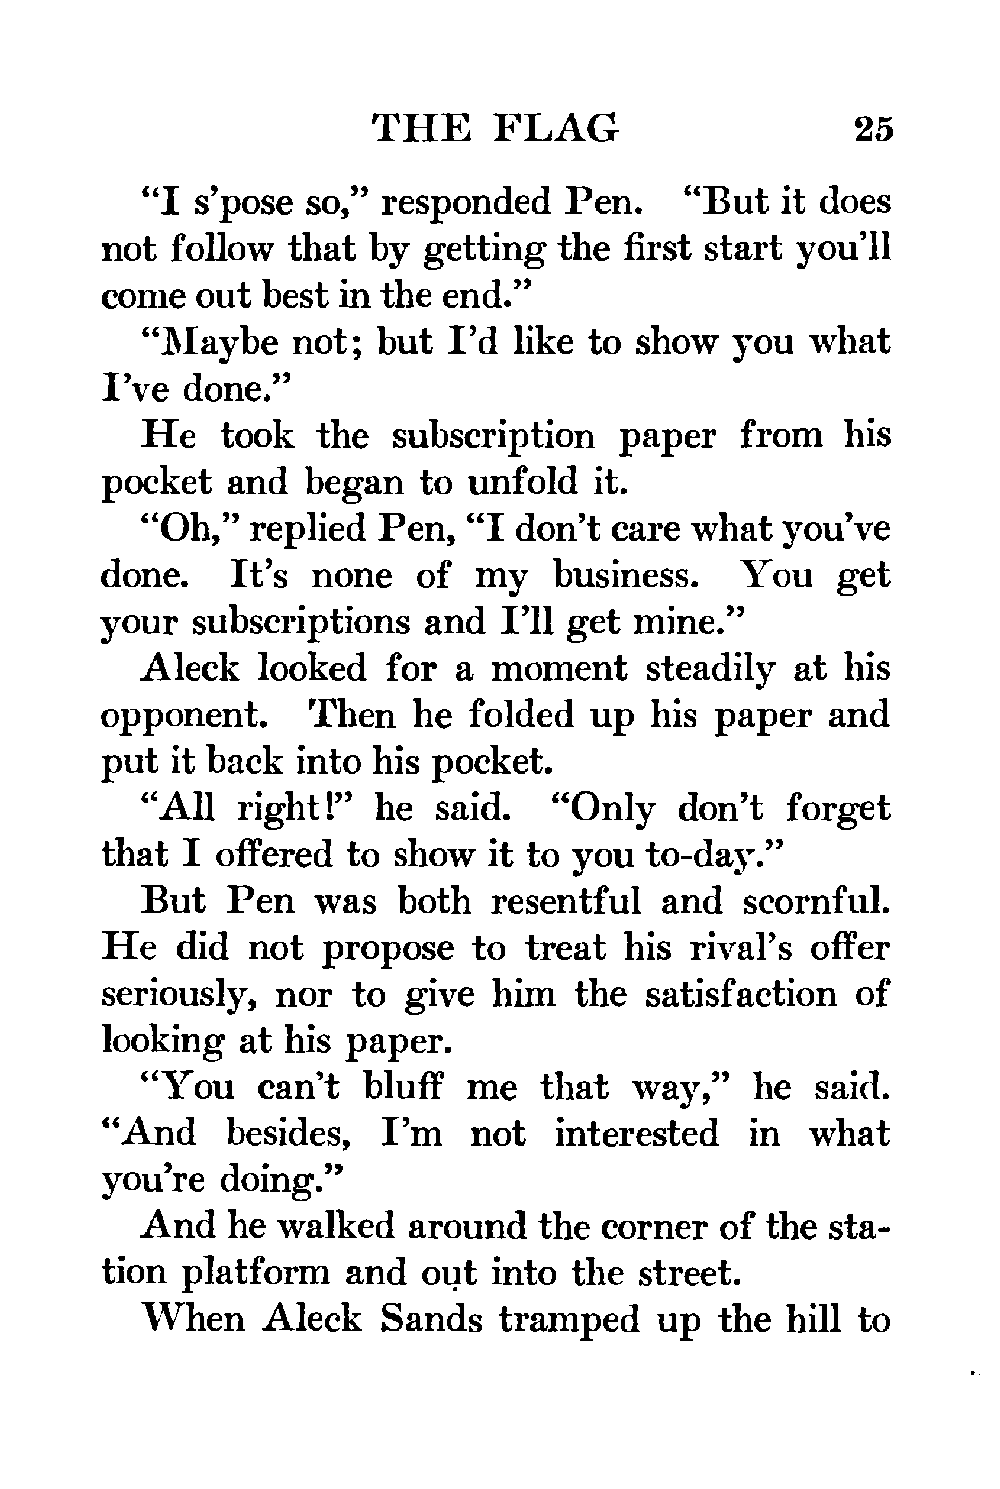 THE FLAG 25
“I s’pose so,” responded Pen. “But it does
not follow that by getting the first start you’ll
come out best in the end.”
“Maybe not; but I’d like to show you what
I’ve done.”
He took the subscription paper from his
pocket and began to unfold it.
“Oh,” replied Pen, “I don’t care what you’ve
done. It’s none of my business. You get
your subscriptions and I’ll get mine.”
Aleck looked for a moment steadily at his
opponent. Then he folded up his paper and
put it back into his pocket.
“All right!” he said. “Only don’t forget
that I offered to show it to you to-day.”
But Pen was both resentful and scornful.
He did not propose to treat his rival’s offer
seriously, nor to give him the satisfaction of
looking at his paper.
“You can’t bluff me that way,” he said.
“And besides, I’m not interested in what
you’re doing.”
And he walked around the corner of the sta-
tion platform and out into the street.
When Aleck Sands tramped up the hill to